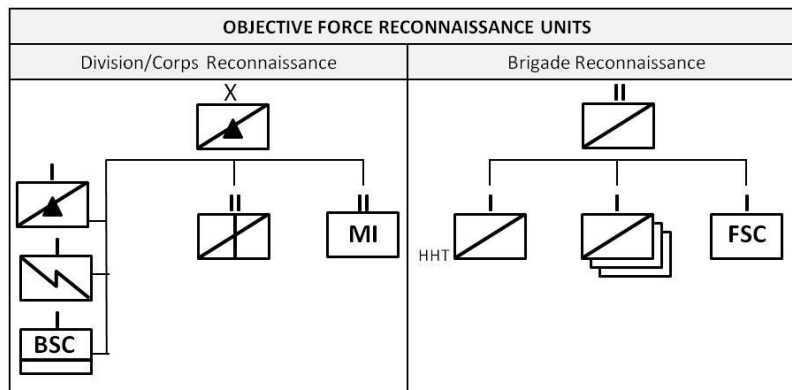 OBJECTIVE FORCE RECONNAISSANCE UNITS
Division/Corps Reconnaissance
Brigade Reconnaissance
X
II
I
II
II
I
I
I
MI
FSC
HHT
I
I
BSC